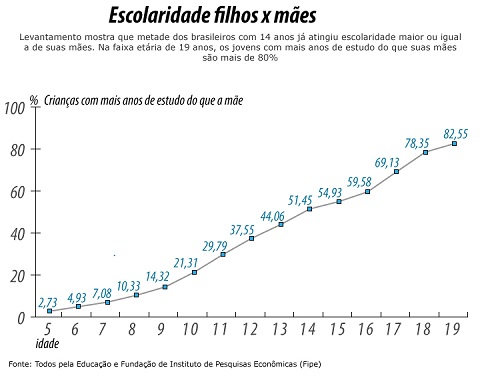 Escolaridade filhos x mães
Levantamento mostra que metade dos brasileiros com 14 anos já atingiu escolaridade maior ou igual
a de suas mães. Na faixa etária de 19 anos, os jovens com mais anos de estudo do que suas mães
são mais de 80%
% Crianças com mais anos de estudo do que a mãe
100
80
60
40
20
0
2,73
4,93
7,08
10,33
14,32
21,31
29,79
37,55
44,06
51,45
54,93
59,58
69,13
78,35
82,55
5 6 7 8 9 10 11 12 13 14 15 16 17 18 19
idade
Fonte: Todos pela Educação e Fundação de Instituto de Pesquisas Econômicas (Fipe)